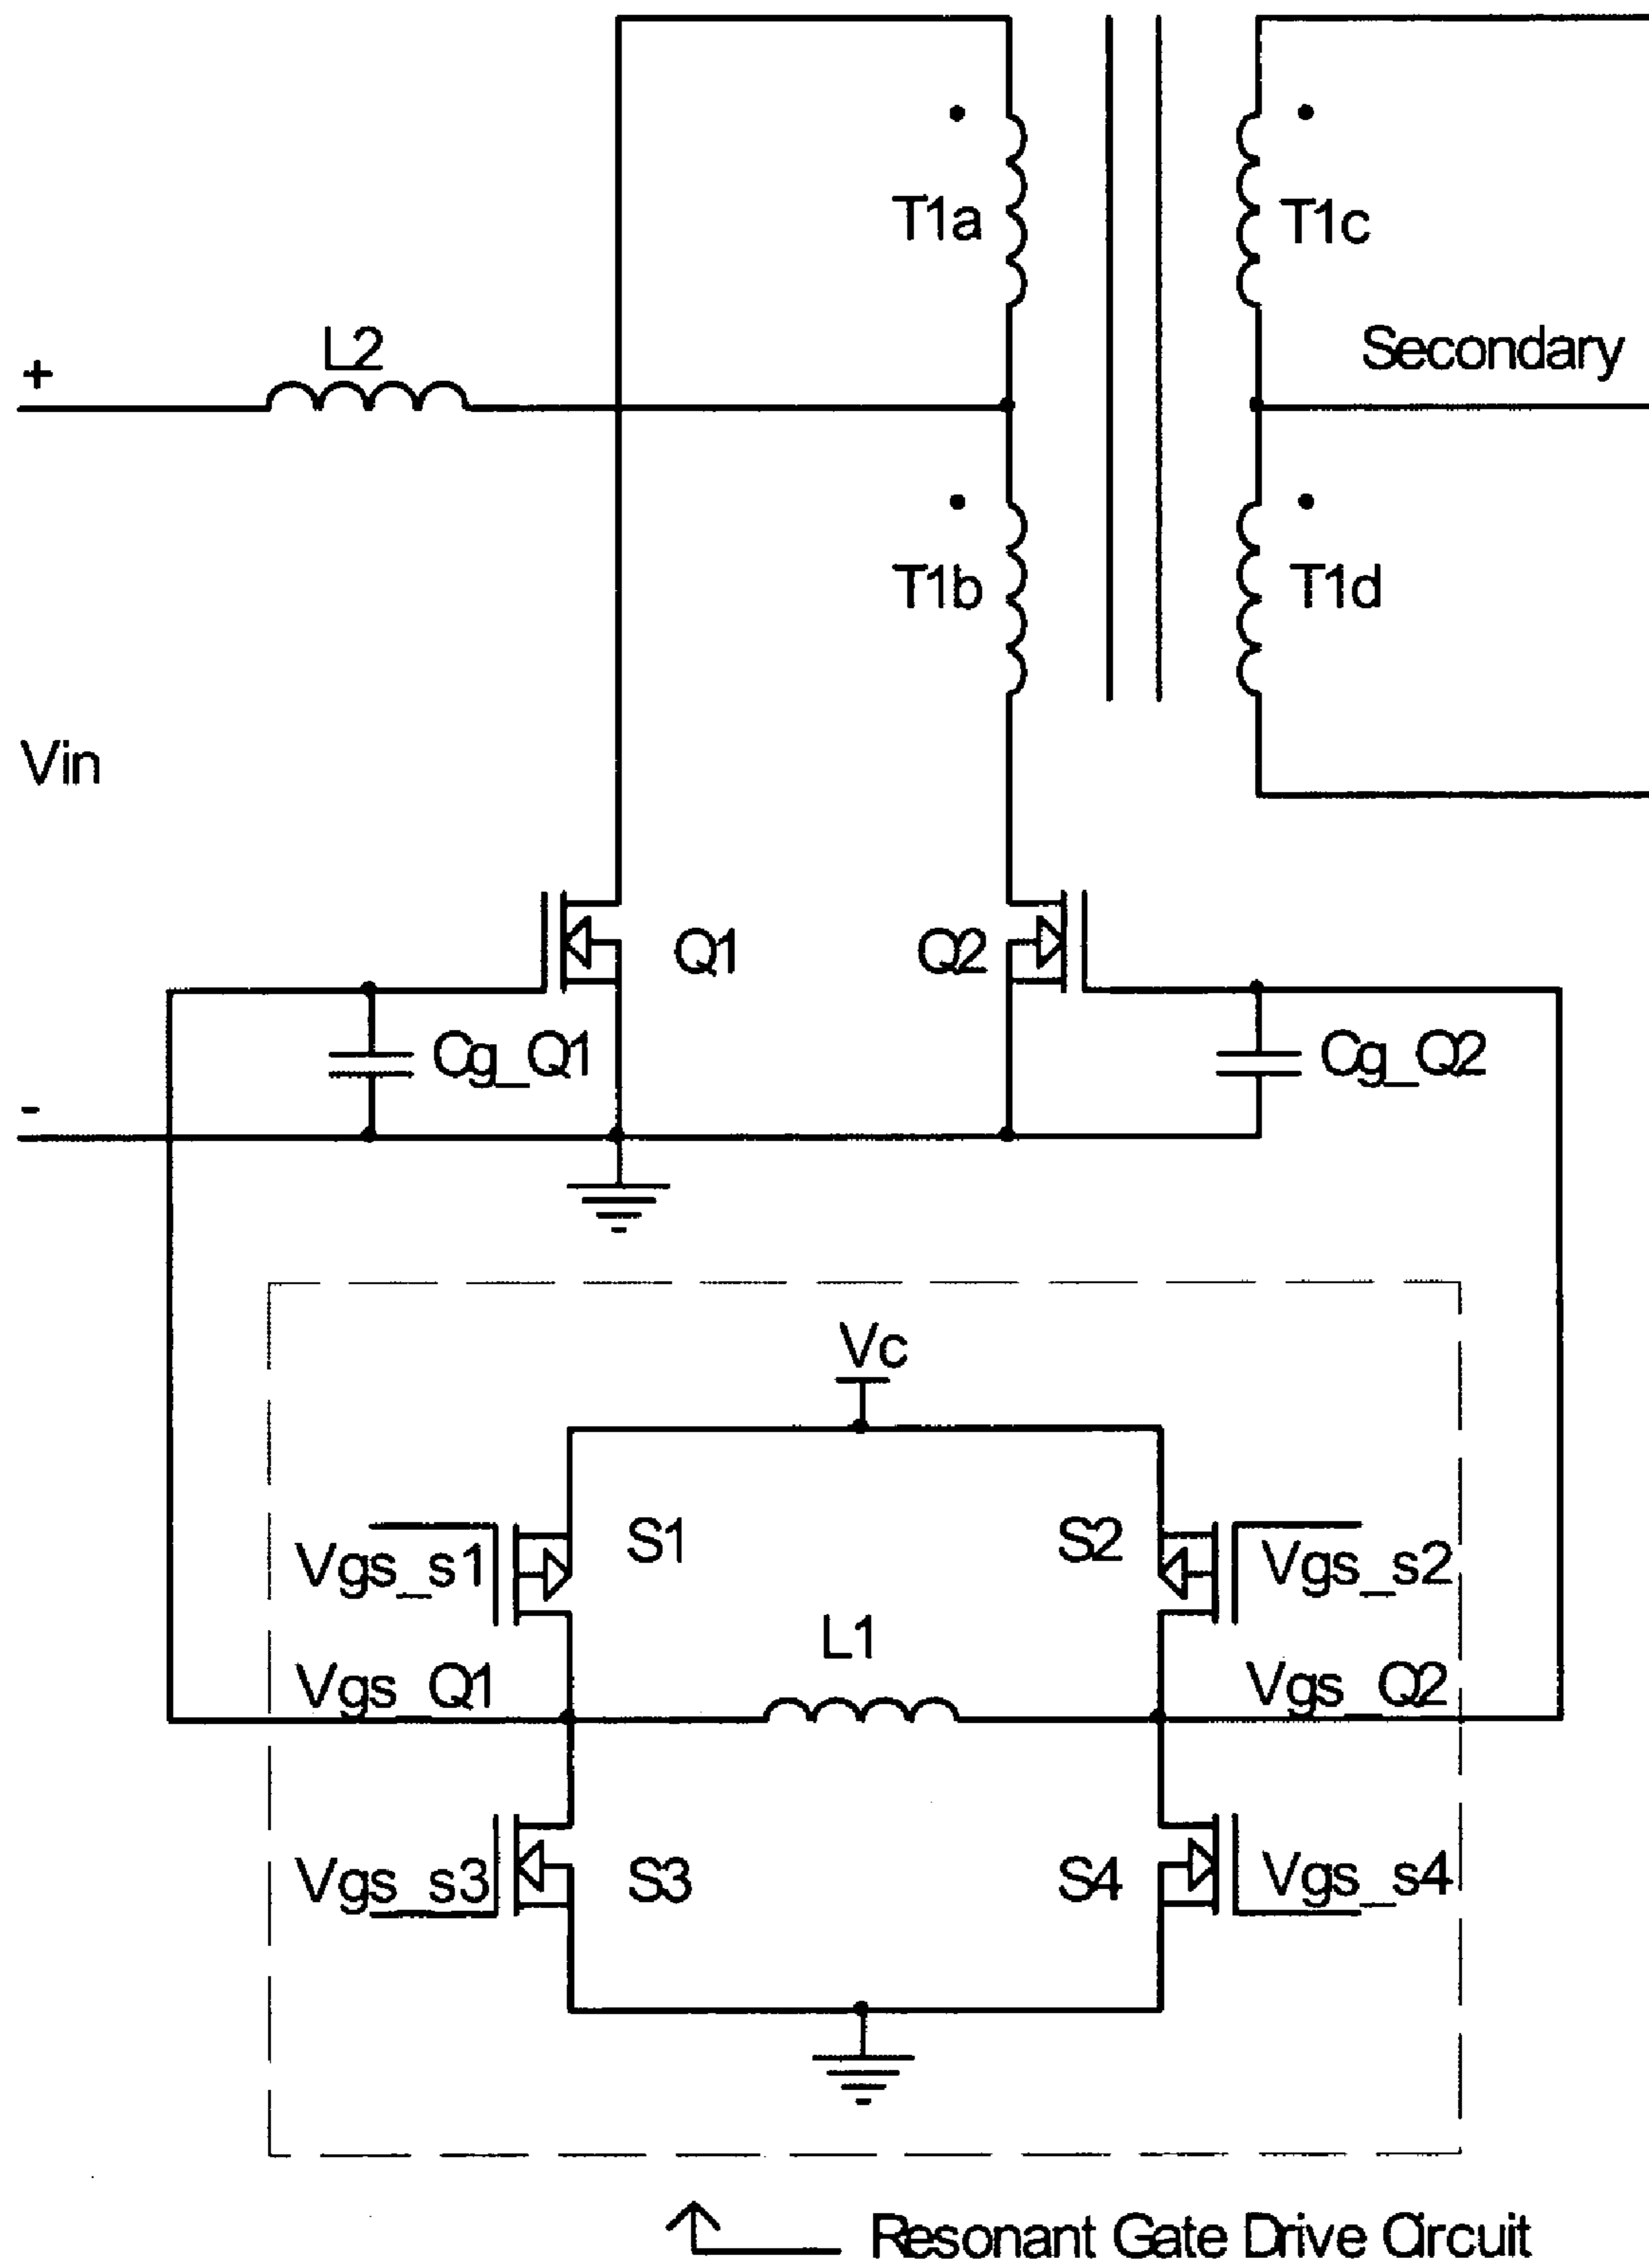 T1a
T1c
L2
+
Secondary
T1b
T1d
Vin
Q1
Q2
Cg_Q1
Cg_Q2
-
Vc
S1
S2
Vgs_s1
Vgs_s2
L1
Vgs_Q1
Vgs_Q2
Vgs_s3
S3
S4
Vgs_s4
Resonant Gate Drive Circuit